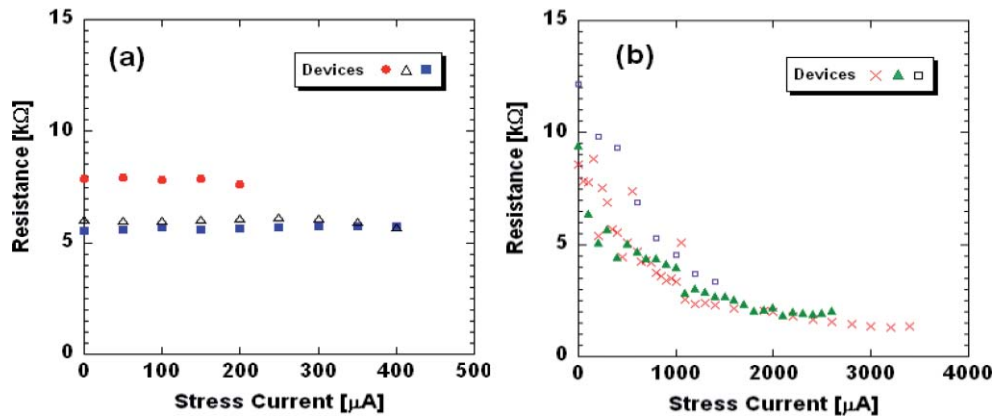 15
(a)
Devices
10
5
0
Resistance [kΩ]
0 100 200 300 400 500
Stress Current [μA]
15
(b)
Devices
10
5
0
Resistance [kΩ]
0 1000 2000 3000 4000
Stress Current [μA]